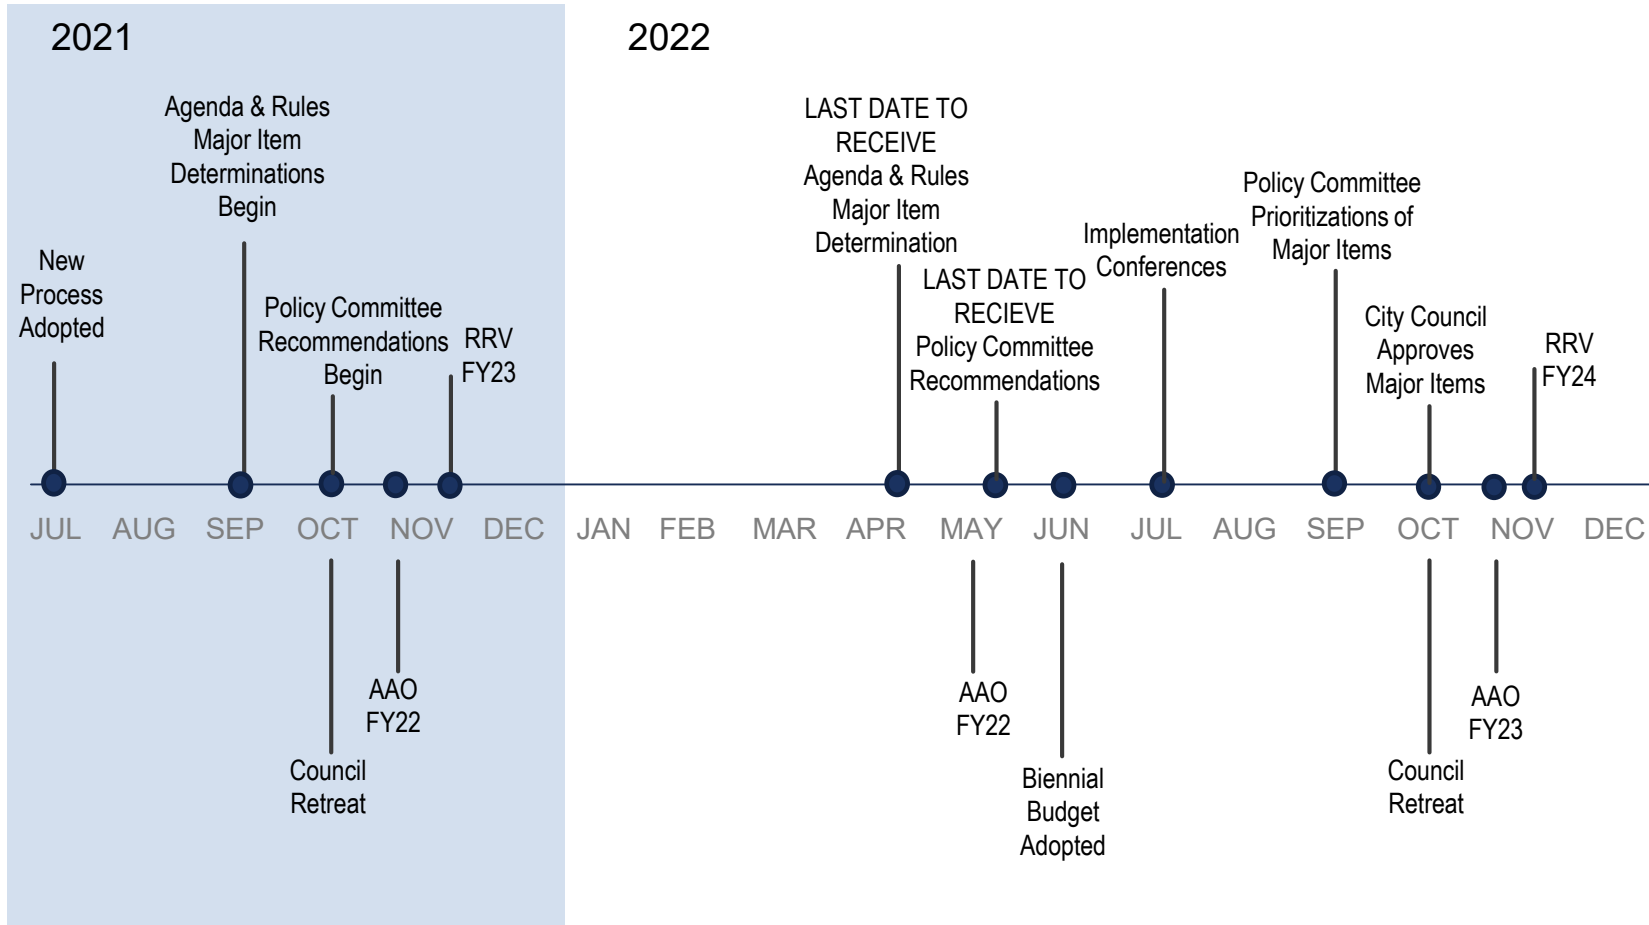 2021
2022
Agenda & Rules
Major Item
Determinations
Begin
New
Process
Adopted
Policy Committee
Recommendations
Begin
RRV
FY23
LAST DATE TO
RECEIVE
Agenda & Rules
Major Item
Determination
LAST DATE TO
RECIEVE
Policy Committee
Recommendations
Implementation
Conferences
Policy Committee
Prioritizations of
Major Items
City Council
Approves
Major Items
RRV
FY24
JUL AUG SEP OCT NOV DEC JAN FEB MAR APR MAY JUN JUL AUG SEP OCT NOV DEC
AAO
FY22
Council
Retreat
AAO
FY22
Biennial
Budget
Adopted
AAO
FY23
Council
Retreat